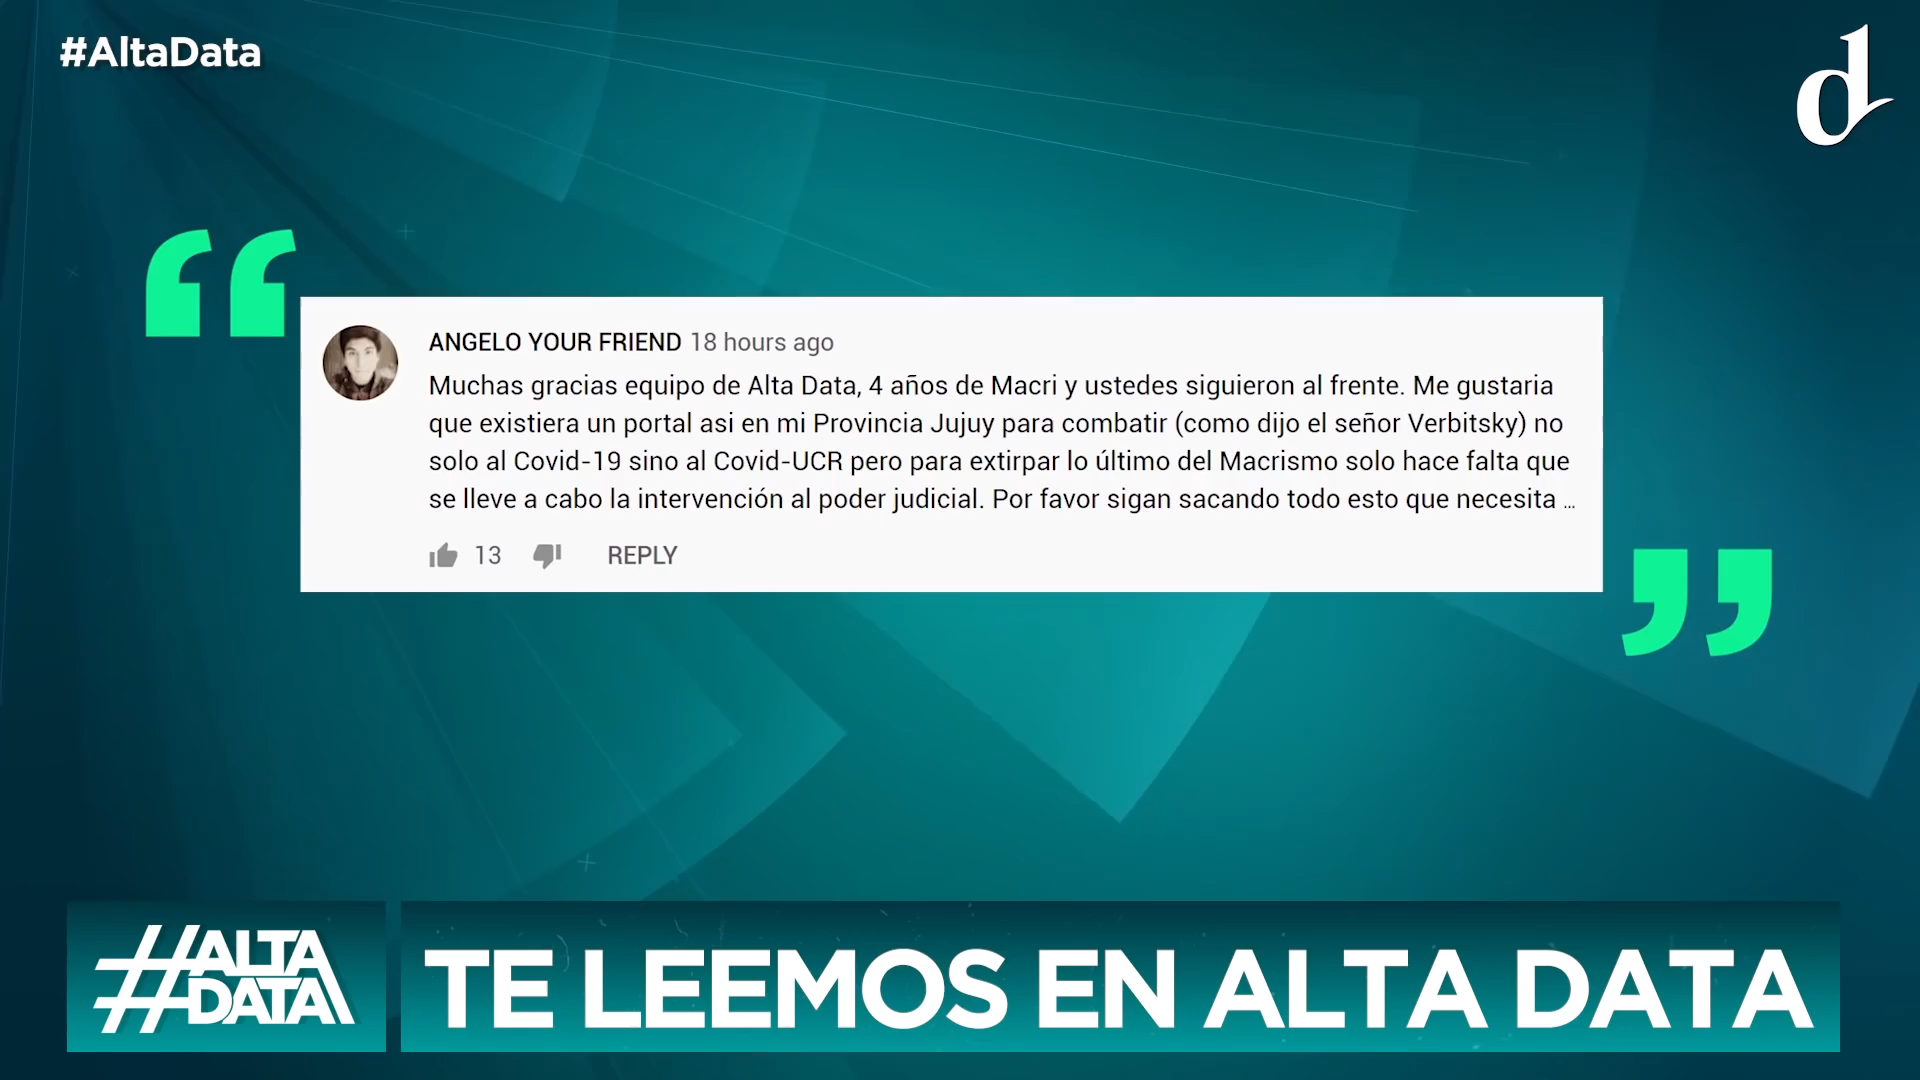 #AltaData
d
“
ANGELO YOUR FRIEND 18 hours ago
Muchas gracias equipo de Alta Data, 4 años de Macri y ustedes siguieron al frente. Me gustaria
que existiera un portal asi en mi Provincia Jujuy para combatir (como dijo el señor Verbitsky) no
solo al Covid-19 sino al Covid-UCR pero para extirpar lo último del Macrismo solo hace falta que
se lleve a cabo la intervención al poder judicial. Por favor sigan sacando todo esto que necesita ...
13 REPLY
”
#ALTA
DATA
TE LEEMOS EN ALTA DATA